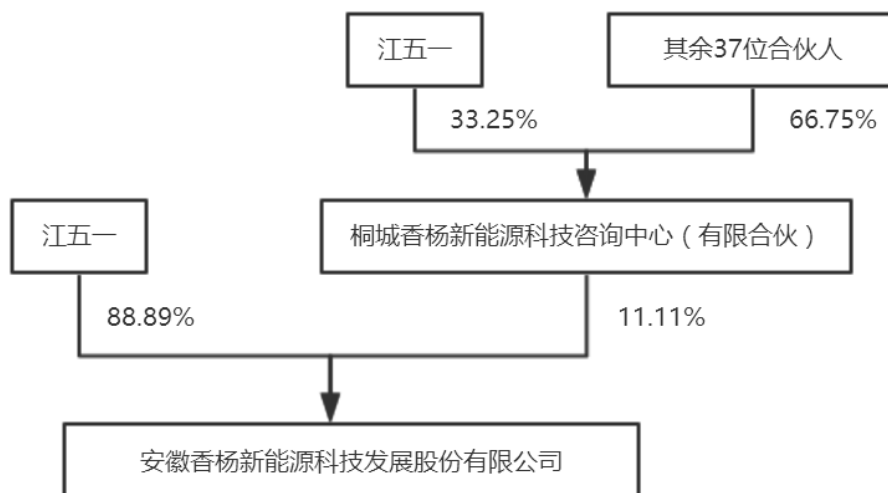 江五一
其余37位合伙人
33.25%
66.75%
江五一
桐城香杨新能源科技咨询中心（有限合伙）
88.89%
11.11%
安徽香杨新能源科技发展股份有限公司